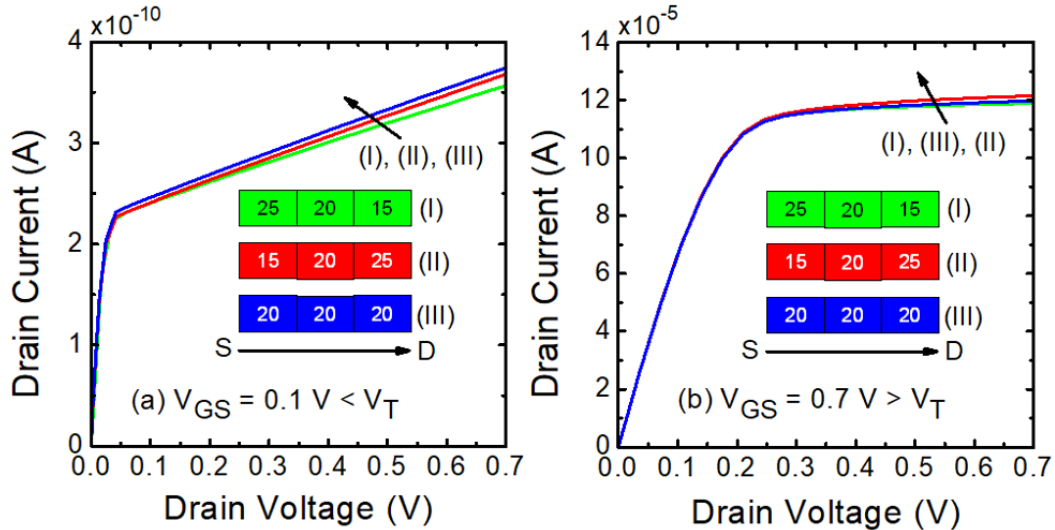 x10-10
4
3
2
1
0
Drain Current (A)
(I), (II), (III)
25 20 15 (I)
15 20 25 (II)
20 20 20 (III)
S D
(a) VGS = 0.1 V < VT
0.0 0.1 0.2 0.3 0.4 0.5 0.6 0.7
Drain Voltage (V)
x10-5
14
12
10
8
6
4
2
0
Drain Current (A)
(I), (III), (II)
25 20 15 (I)
15 20 25 (II)
20 20 20 (III)
S D
(b) VGS = 0.7 V > VT
0.0 0.1 0.2 0.3 0.4 0.5 0.6 0.7
Drain Voltage (V)